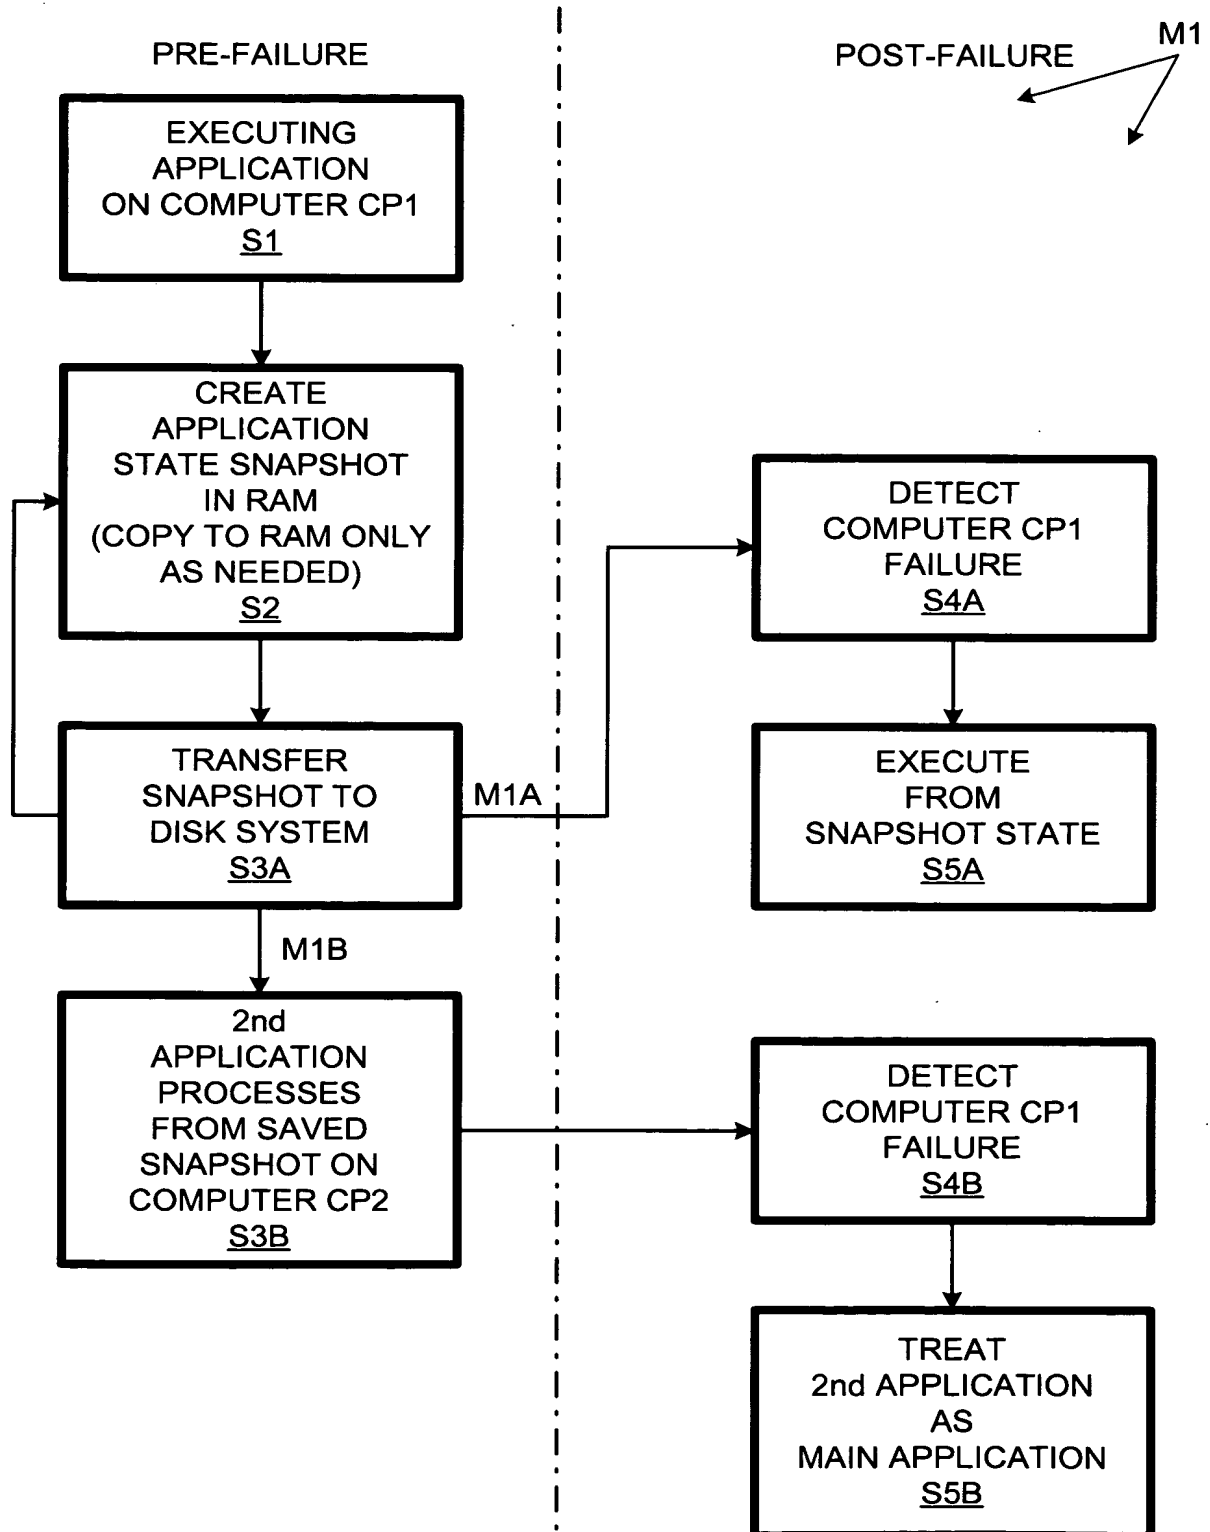 PRE-FAILURE
POST-FAILURE
M1
EXECUTING
APPLICATION
ON COMPUTER CP1
S1
CREATE
APPLICATION
STATE SNAPSHOT
IN RAM
(COPY TO RAM ONLY
AS NEEDED)
S2
TRANSFER
SNAPSHOT TO
DISK SYSTEM
S3A
M1A
M1B
2nd
APPLICATION
PROCESSES
FROM SAVED
SNAPSHOT ON
COMPUTER CP2
S3B
DETECT
COMPUTER CP1
FAILURE
S4A
EXECUTE
FROM
SNAPSHOT STATE
S5A
DETECT
COMPUTER CP1
FAILURE
S4B
TREAT
2nd APPLICATION
AS
MAIN APPLICATION
S5B